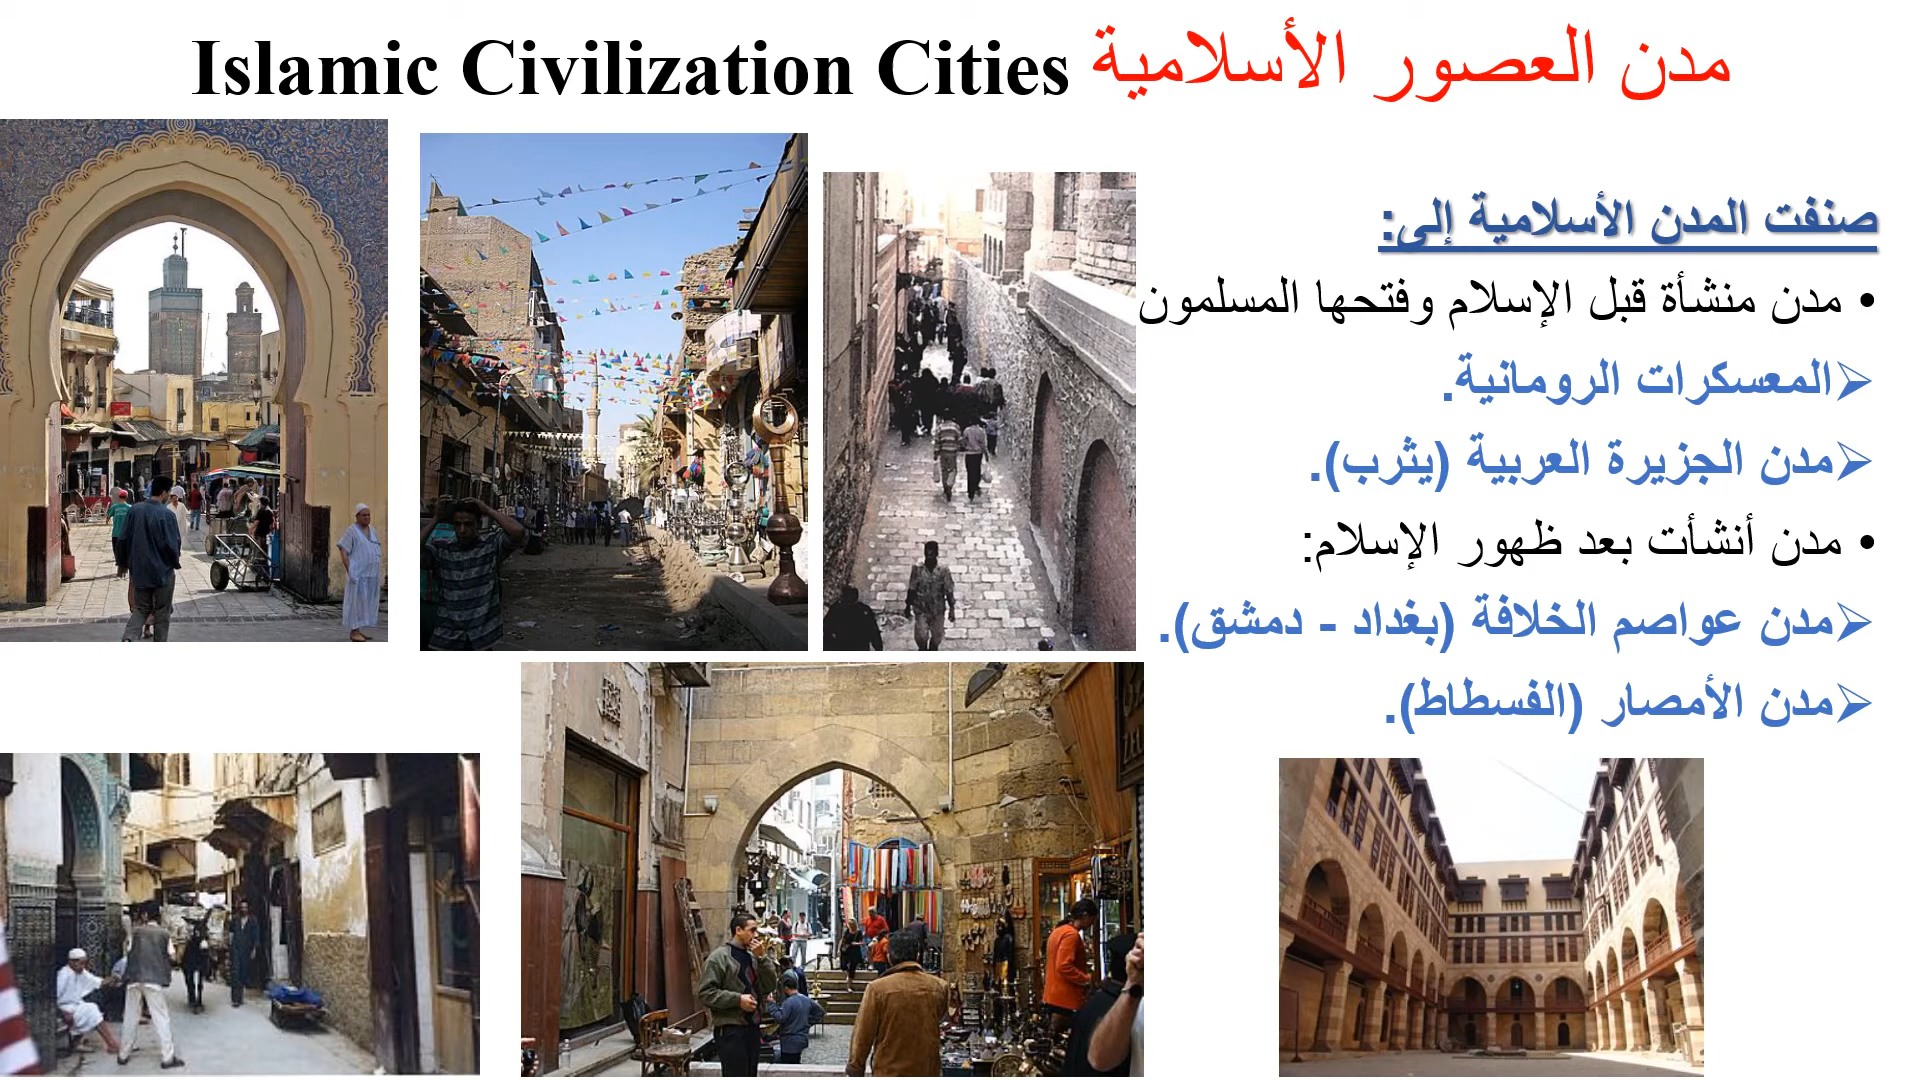 Islamic Civilization Cities مدن العصور الأسلامية
صنفت المدن الأسلامية إلى:
• مدن منشأة قبل الإسلام وفتحها المسلمون
➢المعسكرات الرومانية.
➢مدن الجزيرة العربية (يثرب).
• مدن أنشأت بعد ظهور الإسلام:
➢مدن عواصم الخلافة (بغداد - دمشق).
➢مدن الأمصار (الفسطاط).